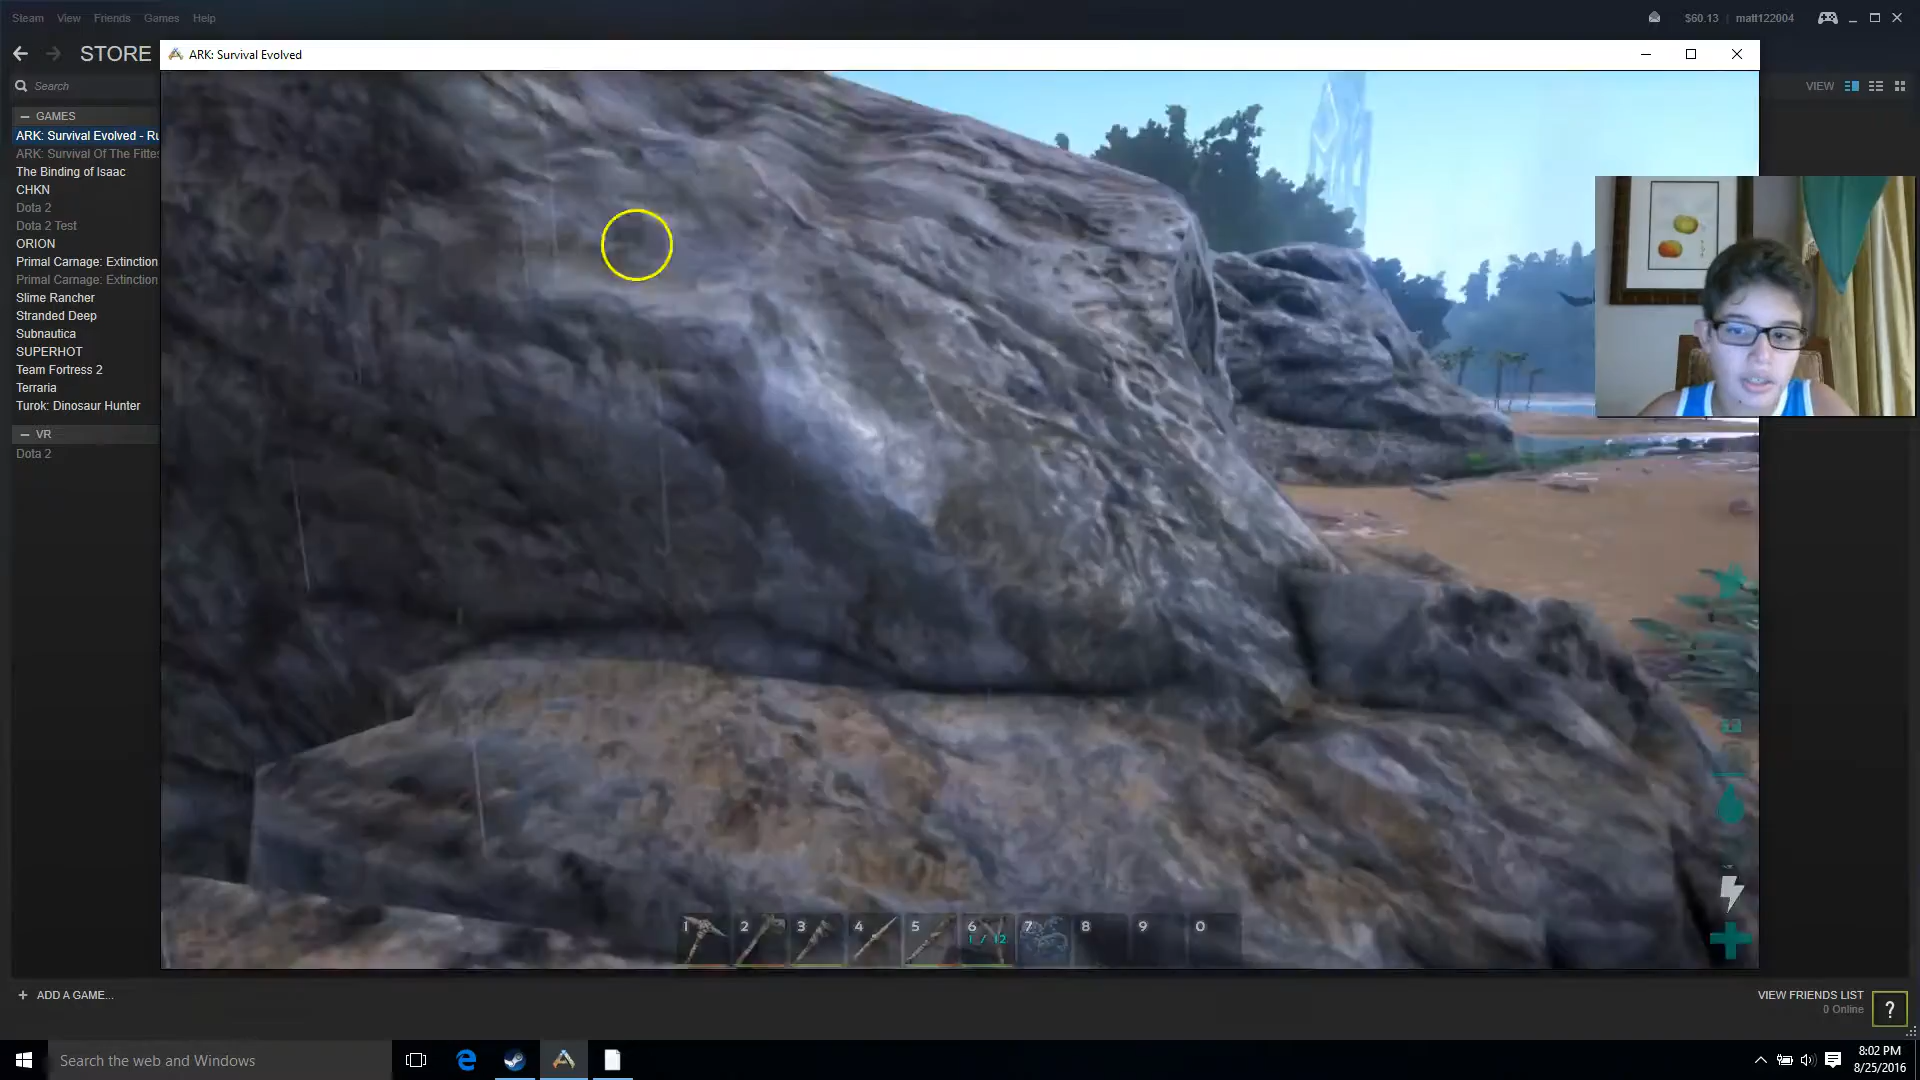 Steam View Friends Games Help
$60.13 matt122004
STORE
ARK: Survival Evolved
Search
VIEW
GAMES
ARK: Survival Evolved - Ru
ARK: Survival Of The Fittes
The Binding of Isaac
CHKN
Dota 2
Dota 2 Test
ORION
Primal Carnage: Extinction
Primal Carnage: Extinction
Slime Rancher
Stranded Deep
Subnautica
SUPERHOT
Team Fortress 2
Terraria
Turok: Dinosaur Hunter
VR
Dota 2
1 2 3 4 5 6 7 8 9 0
1 / 12
+ ADD A GAME...
VIEW FRIENDS LIST
0 Online
?
Search the web and Windows
8:02 PM
8/25/2016